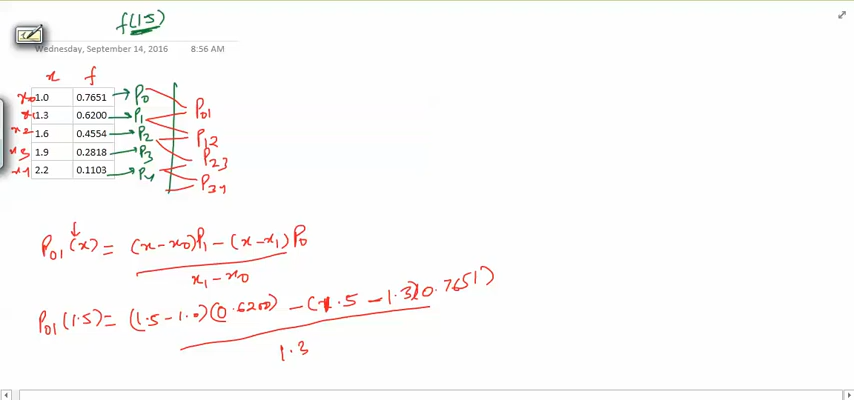 f(1.5)
Wednesday, September 14, 2016 8:56 AM
x f
x0 1.0 0.7651 → P0
x1 1.3 0.6200 → P1
x2 1.6 0.4554 → P2
x3 1.9 0.2818 → P3
x4 2.2 0.1103 → P4
P01
P12
P23
P34
P01 (x) = (x-x0)P1 - (x-x1)P0
x1-x0
P01 (1.5) = (1.5-1.0)(0.6200) - (1.5-1.3)(0.7651)
1.3